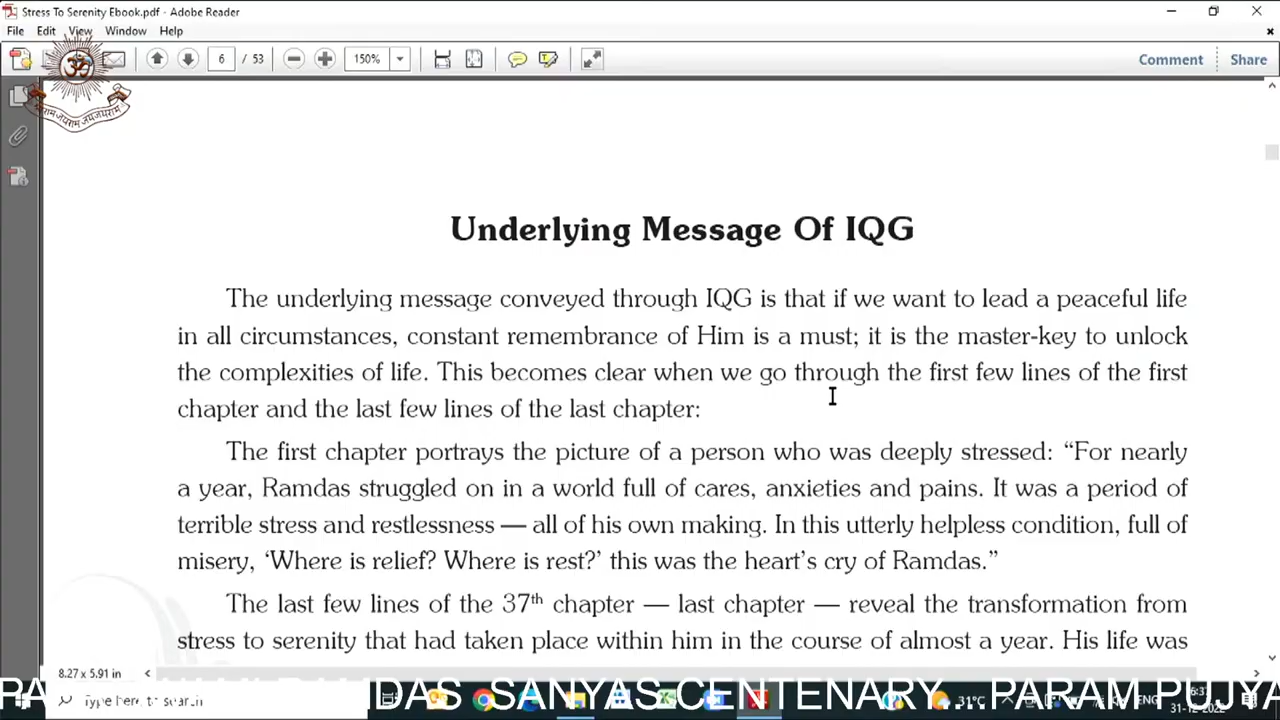 Stress To Serenity Ebook.pdf - Adobe Reader
File Edit View Window Help
6 / 53 150% Comment Share
Underlying Message Of IQG
The underlying message conveyed through IQG is that if we want to lead a peaceful life
in all circumstances, constant remembrance of Him is a must; it is the master-key to unlock
the complexities of life. This becomes clear when we go through the first few lines of the first
chapter and the last few lines of the last chapter:
The first chapter portrays the picture of a person who was deeply stressed: “For nearly
a year, Ramdas struggled on in a world full of cares, anxieties and pains. It was a period of
terrible stress and restlessness — all of his own making. In this utterly helpless condition, full of
misery, ‘Where is relief? Where is rest?’ this was the heart’s cry of Ramdas.”
The last few lines of the 37th chapter — last chapter — reveal the transformation from
stress to serenity that had taken place within him in the course of almost a year. His life was
8.27 x 5.91 in
RAMDAS SANYAS CENTENARY... PARAM PUJYA
Type here to search
31°C
31-12-2022